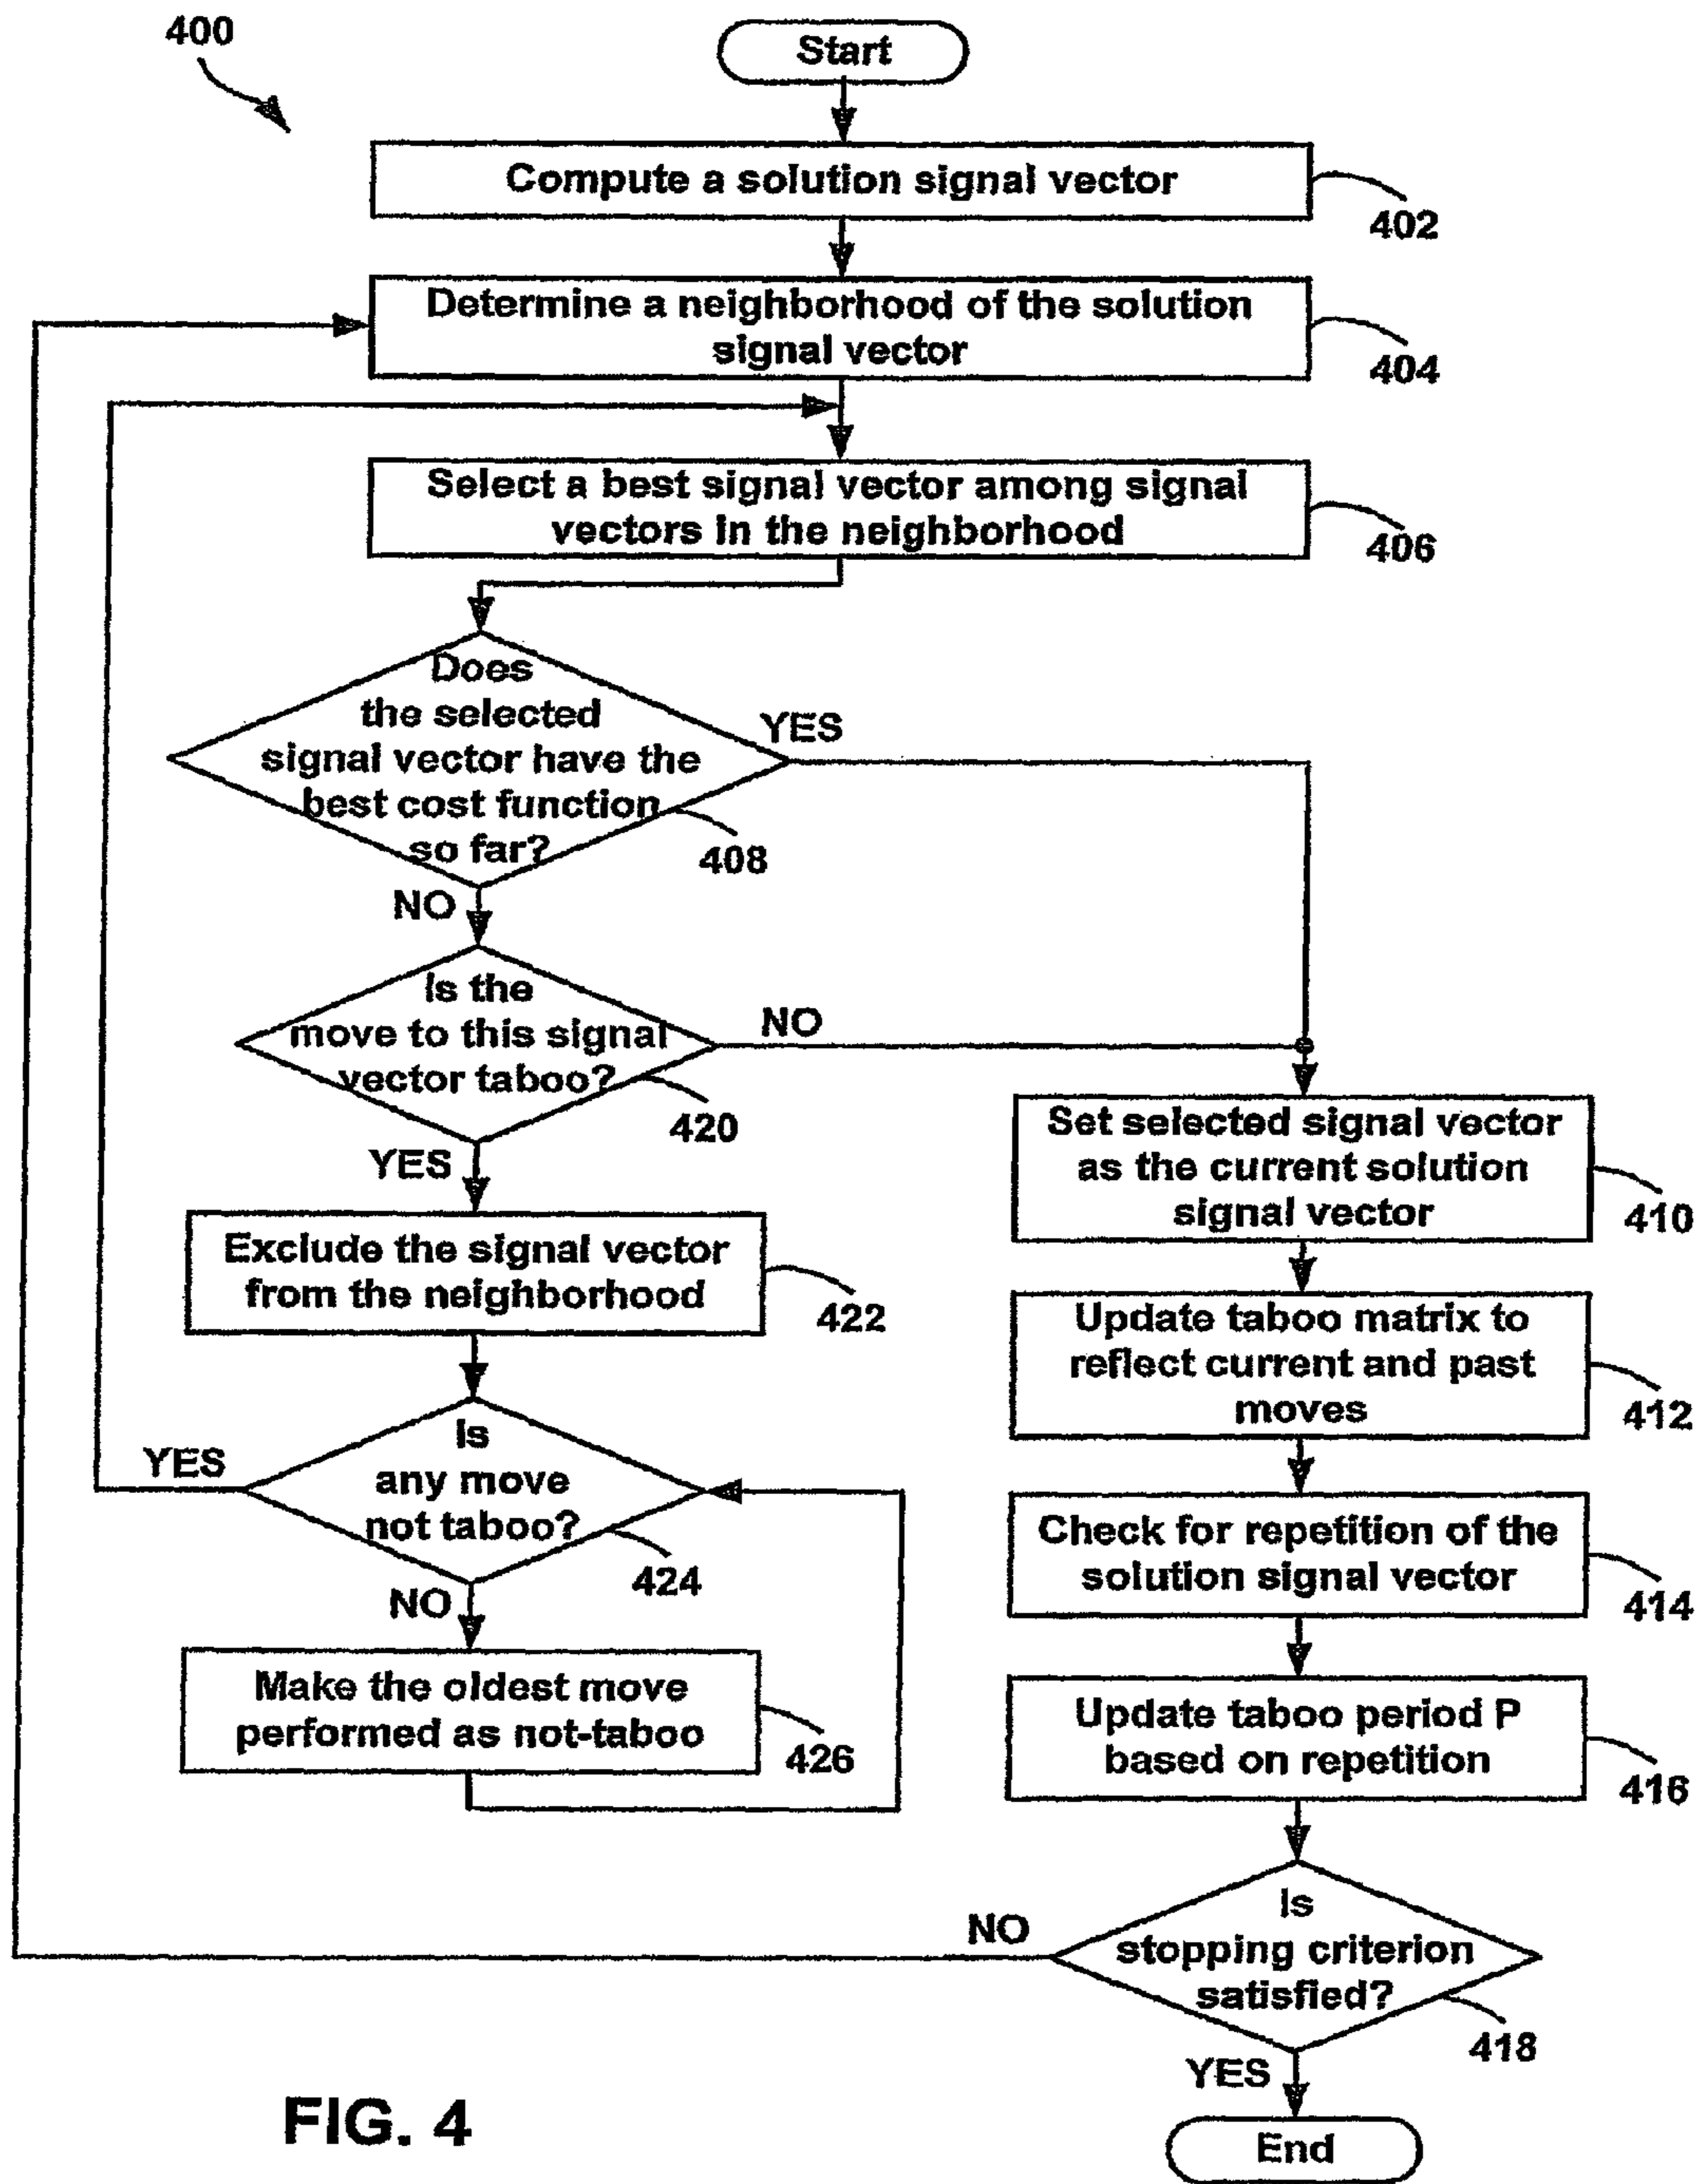 400
Start
Compute a solution signal vector
402
Determine a neighborhood of the solution
signal vector
404
Select a best signal vector among signal
vectors in the neighborhood
406
Does
the selected
signal vector have the
best cost function
so far?
YES
408
NO
Is the
move to this signal
vector taboo?
NO
420
YES
Exclude the signal vector
from the neighborhood
422
Is
any move
not taboo?
YES
424
NO
Make the oldest move
performed as not-taboo
426
Set selected signal vector
as the current solution
signal vector
410
Update taboo matrix to
reflect current and past
moves
412
Check for repetition of the
solution signal vector
414
Update taboo period P
based on repetition
416
Is
stopping criterion
satisfied?
NO
418
YES
End
FIG. 4